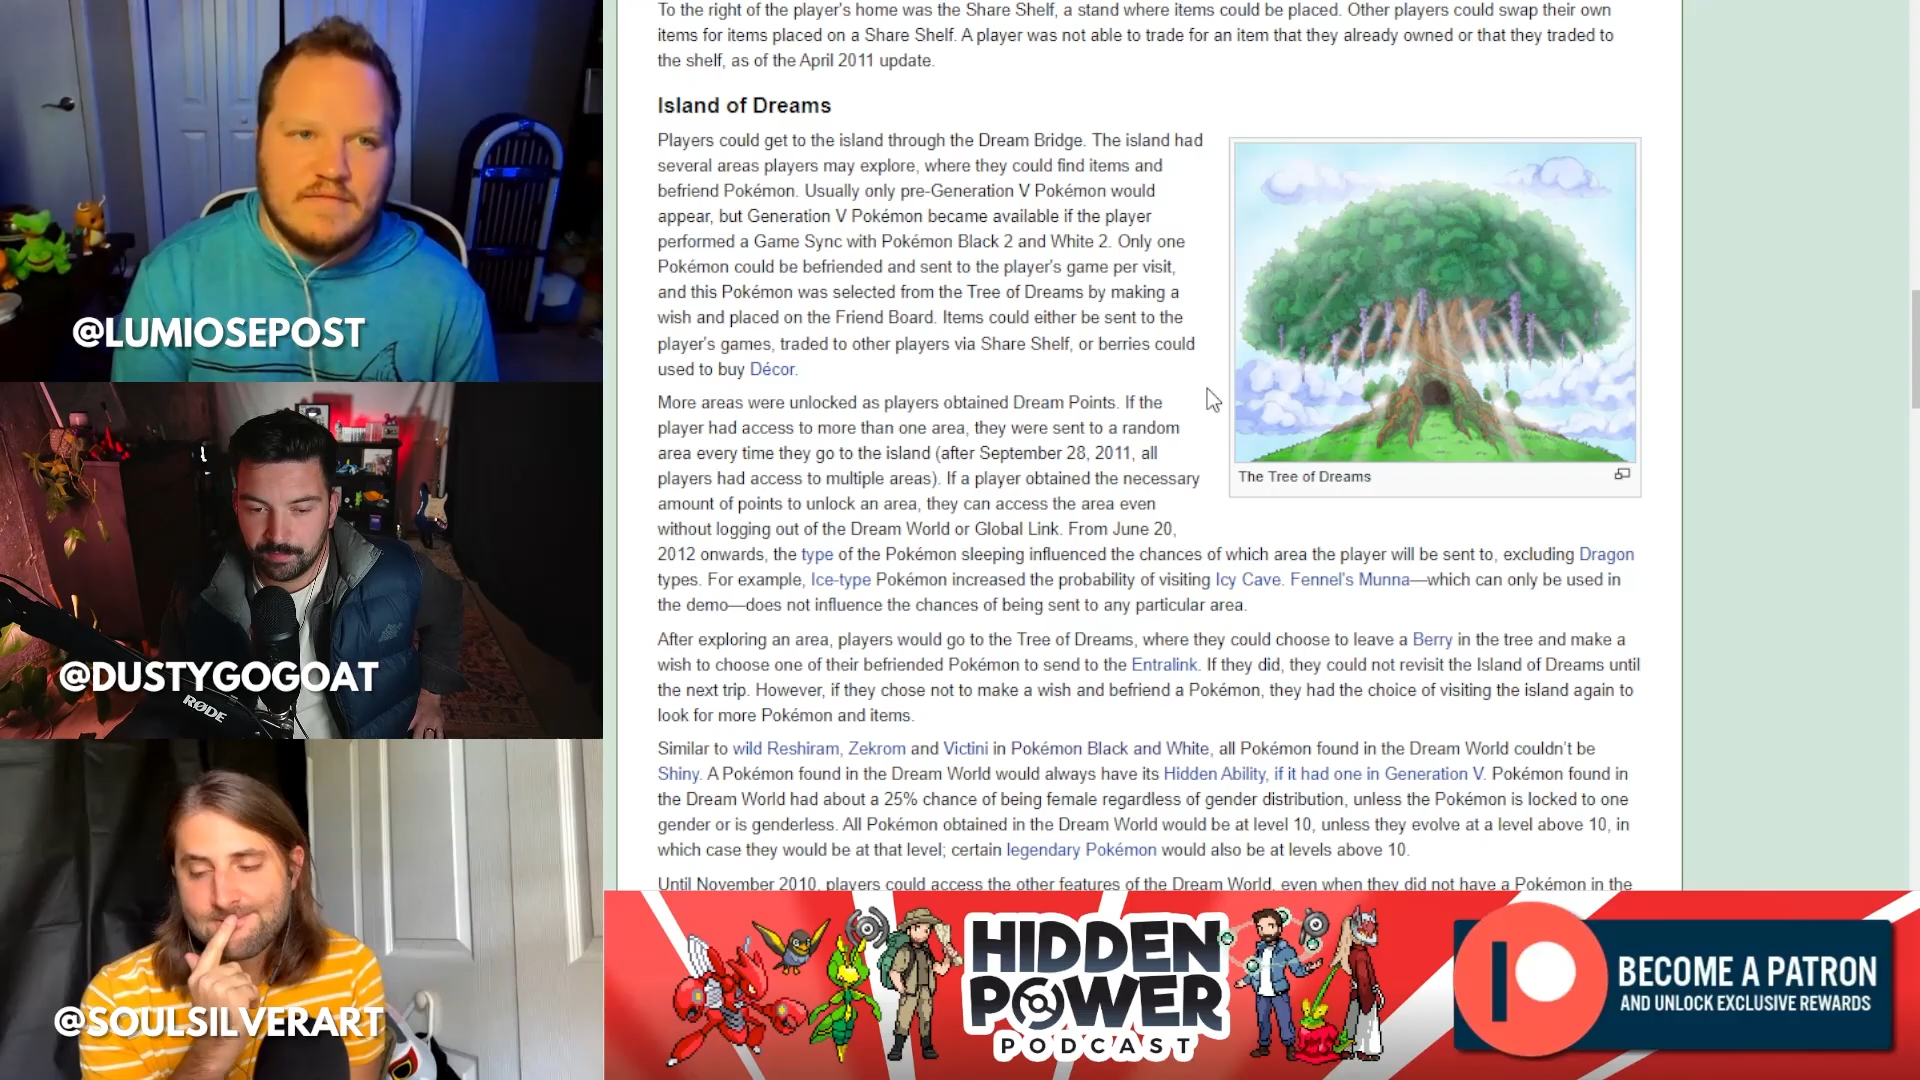 To the right of the player's home was the Share Shelf, a stand where items could be placed. Other players could swap their own
items for items placed on a Share Shelf. A player was not able to trade for an item that they already owned or that they traded to
the shelf, as of the April 2011 update.
Island of Dreams
Players could get to the island through the Dream Bridge. The island had
several areas players may explore, where they could find items and
befriend Pokémon. Usually only pre-Generation V Pokémon would
appear, but Generation V Pokémon became available if the player
performed a Game Sync with Pokémon Black 2 and White 2. Only one
Pokémon could be befriended and sent to the player's game per visit,
and this Pokémon was selected from the Tree of Dreams by making a
wish and placed on the Friend Board. Items could either be sent to the
player's games, traded to other players via Share Shelf, or berries could
used to buy Décor.
The Tree of Dreams
More areas were unlocked as players obtained Dream Points. If the
player had access to more than one area, they were sent to a random
area every time they go to the island (after September 28, 2011, all
players had access to multiple areas). If a player obtained the necessary
amount of points to unlock an area, they can access the area even
without logging out of the Dream World or Global Link. From June 20,
2012 onwards, the type of the Pokémon sleeping influenced the chances of which area the player will be sent to, excluding Dragon
types. For example, Ice-type Pokémon increased the probability of visiting Icy Cave. Fennel's Munna—which can only be used in
the demo—does not influence the chances of being sent to any particular area.
After exploring an area, players would go to the Tree of Dreams, where they could choose to leave a Berry in the tree and make a
wish to choose one of their befriended Pokémon to send to the Entralink. If they did, they could not revisit the Island of Dreams until
the next trip. However, if they chose not to make a wish and befriend a Pokémon, they had the choice of visiting the island again to
look for more Pokémon and items.
Similar to wild Reshiram, Zekrom and Victini in Pokémon Black and White, all Pokémon found in the Dream World couldn't be
Shiny. A Pokémon found in the Dream World would always have its Hidden Ability, if it had one in Generation V. Pokémon found in
the Dream World had about a 25% chance of being female regardless of gender distribution, unless the Pokémon is locked to one
gender or is genderless. All Pokémon obtained in the Dream World would be at level 10, unless they evolve at a level above 10, in
which case they would be at that level; certain legendary Pokémon would also be at levels above 10.
Until November 2010, players could access the other features of the Dream World, even when they did not have a Pokémon in the
@LUMIOSEPOST
@DUSTYGOGOAT
RØDE
@SOULSILVERART
HIDDEN
POWER
PODCAST
BECOME A PATRON
AND UNLOCK EXCLUSIVE REWARDS